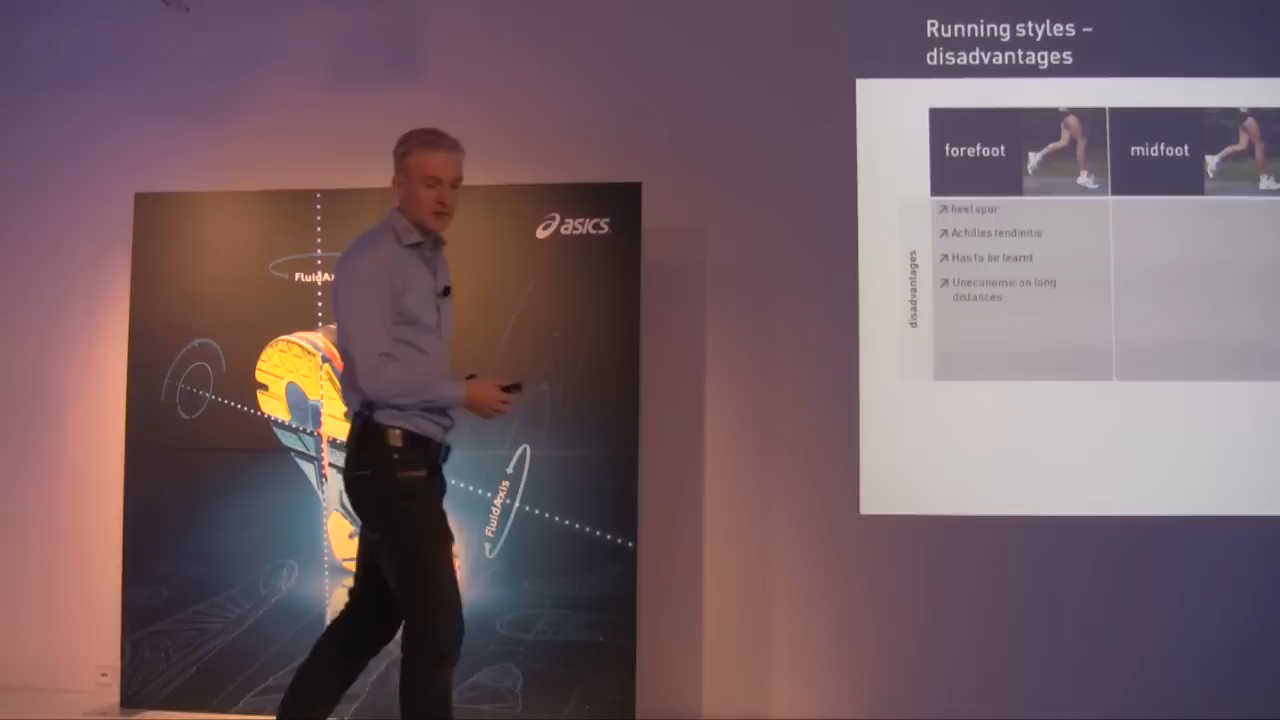 Running styles –
disadvantages
forefoot
midfoot
heel spur
Achilles tendinitis
Has to be learnt
Uneconomic on long
distances
disadvantages
asics
FluidAx
FluidAxis